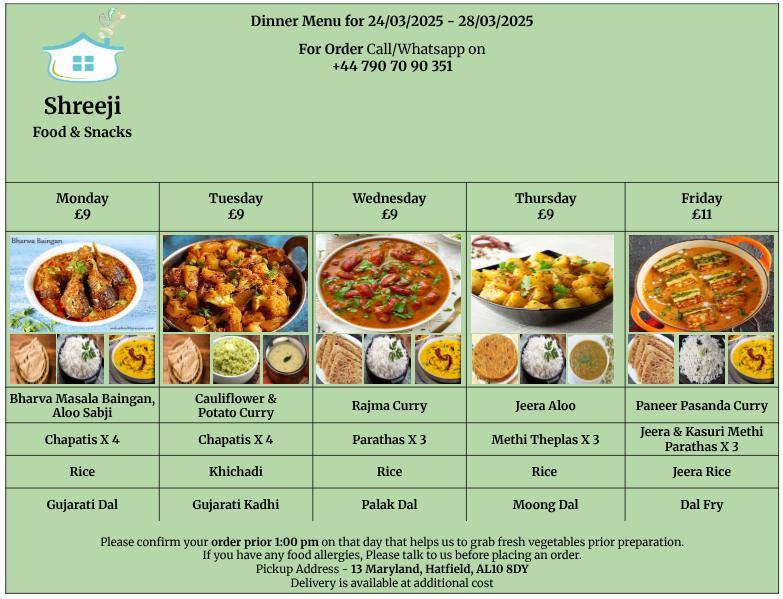 Dinner Menu for 24/03/2025 - 28/03/2025
For Order Call/Whatsapp on
+44 790 70 90 351
Shreeji
Food & Snacks
Monday
£9
Tuesday
£9
Wednesday
£9
Thursday
£9
Friday
£11
Bharwa Baingan
Bharva Masala Baingan,
Aloo Sabji
Cauliflower &
Potato Curry
Rajma Curry
Jeera Aloo
Paneer Pasanda Curry
Chapatis X 4
Chapatis X 4
Parathas X 3
Methi Theplas X 3
Jeera & Kasuri Methi
Parathas X 3
Rice
Khichadi
Rice
Rice
Jeera Rice
Gujarati Dal
Gujarati Kadhi
Palak Dal
Moong Dal
Dal Fry
Please confirm your order prior 1:00 pm on that day that helps us to grab fresh vegetables prior preparation.
If you have any food allergies, Please talk to us before placing an order.
Pickup Address - 13 Maryland, Hatfield, AL10 8DY
Delivery is available at additional cost